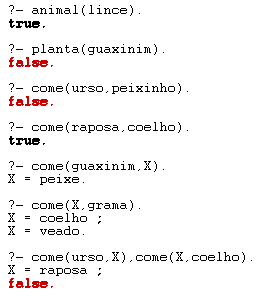 ?- animal(lince).
true.
?- planta(guaxinim).
false.
?- come(urso,peixinho).
false.
?- come(raposa,coelho).
true.
?- come(guaxinim,X).
X = peixe.
?- come(X,grama).
X = coelho ;
X = veado.
?- come(urso,X),come(X,coelho).
X = raposa ;
false.